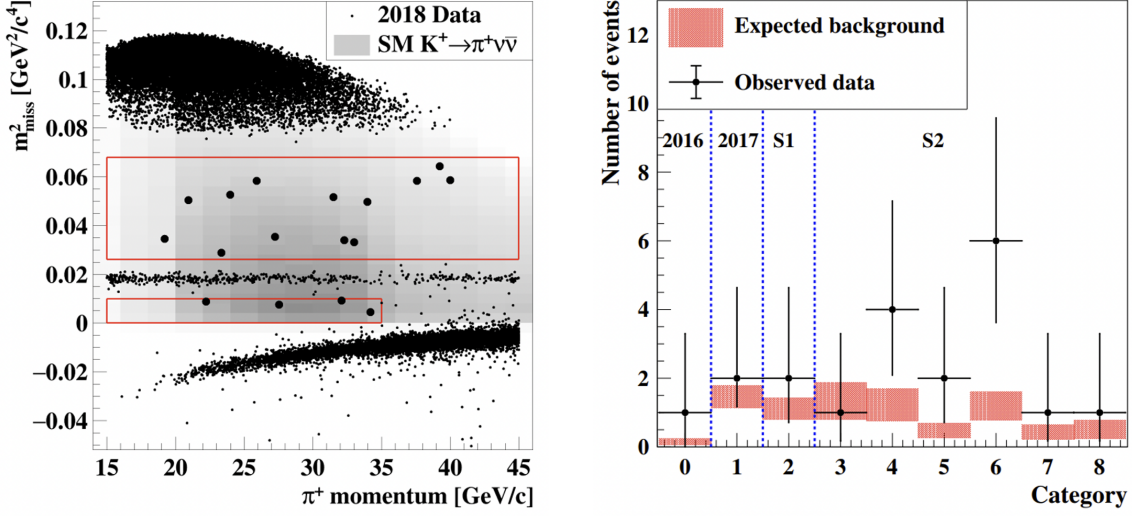 2018 Data
SM K⁺→π⁺νν̄
m²miss [GeV²/c⁴]
0.12
0.1
0.08
0.06
0.04
0.02
0
−0.02
−0.04
15 20 25 30 35 40 45
π⁺ momentum [GeV/c]
Expected background
Observed data
Number of events
12
10
8
6
4
2
0
2016 2017 S1 S2
0 1 2 3 4 5 6 7 8
Category